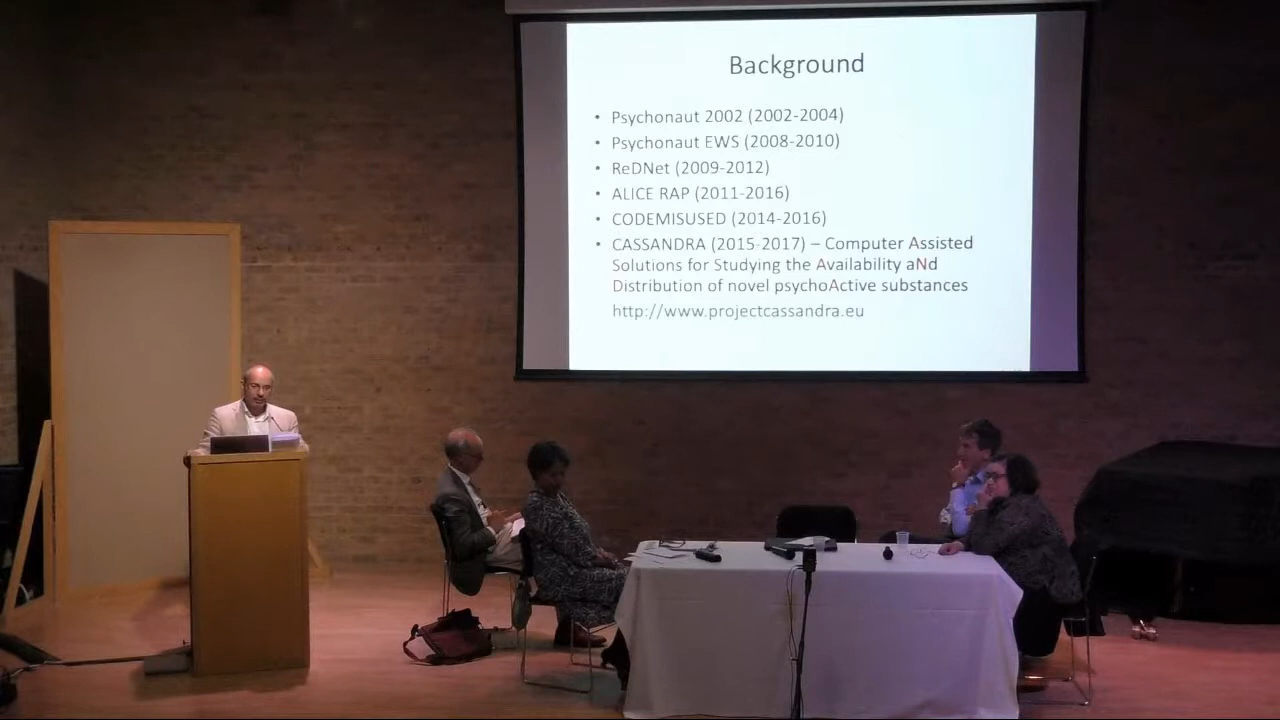 Background
• Psychonaut 2002 (2002-2004)
• Psychonaut EWS (2008-2010)
• ReDNet (2009-2012)
• ALICE RAP (2011-2016)
• CODEMISUSED (2014-2016)
• CASSANDRA (2015-2017) – Computer Assisted
Solutions for Studying the Availability aNd
Distribution of novel psychoActive substances
http://www.projectcassandra.eu